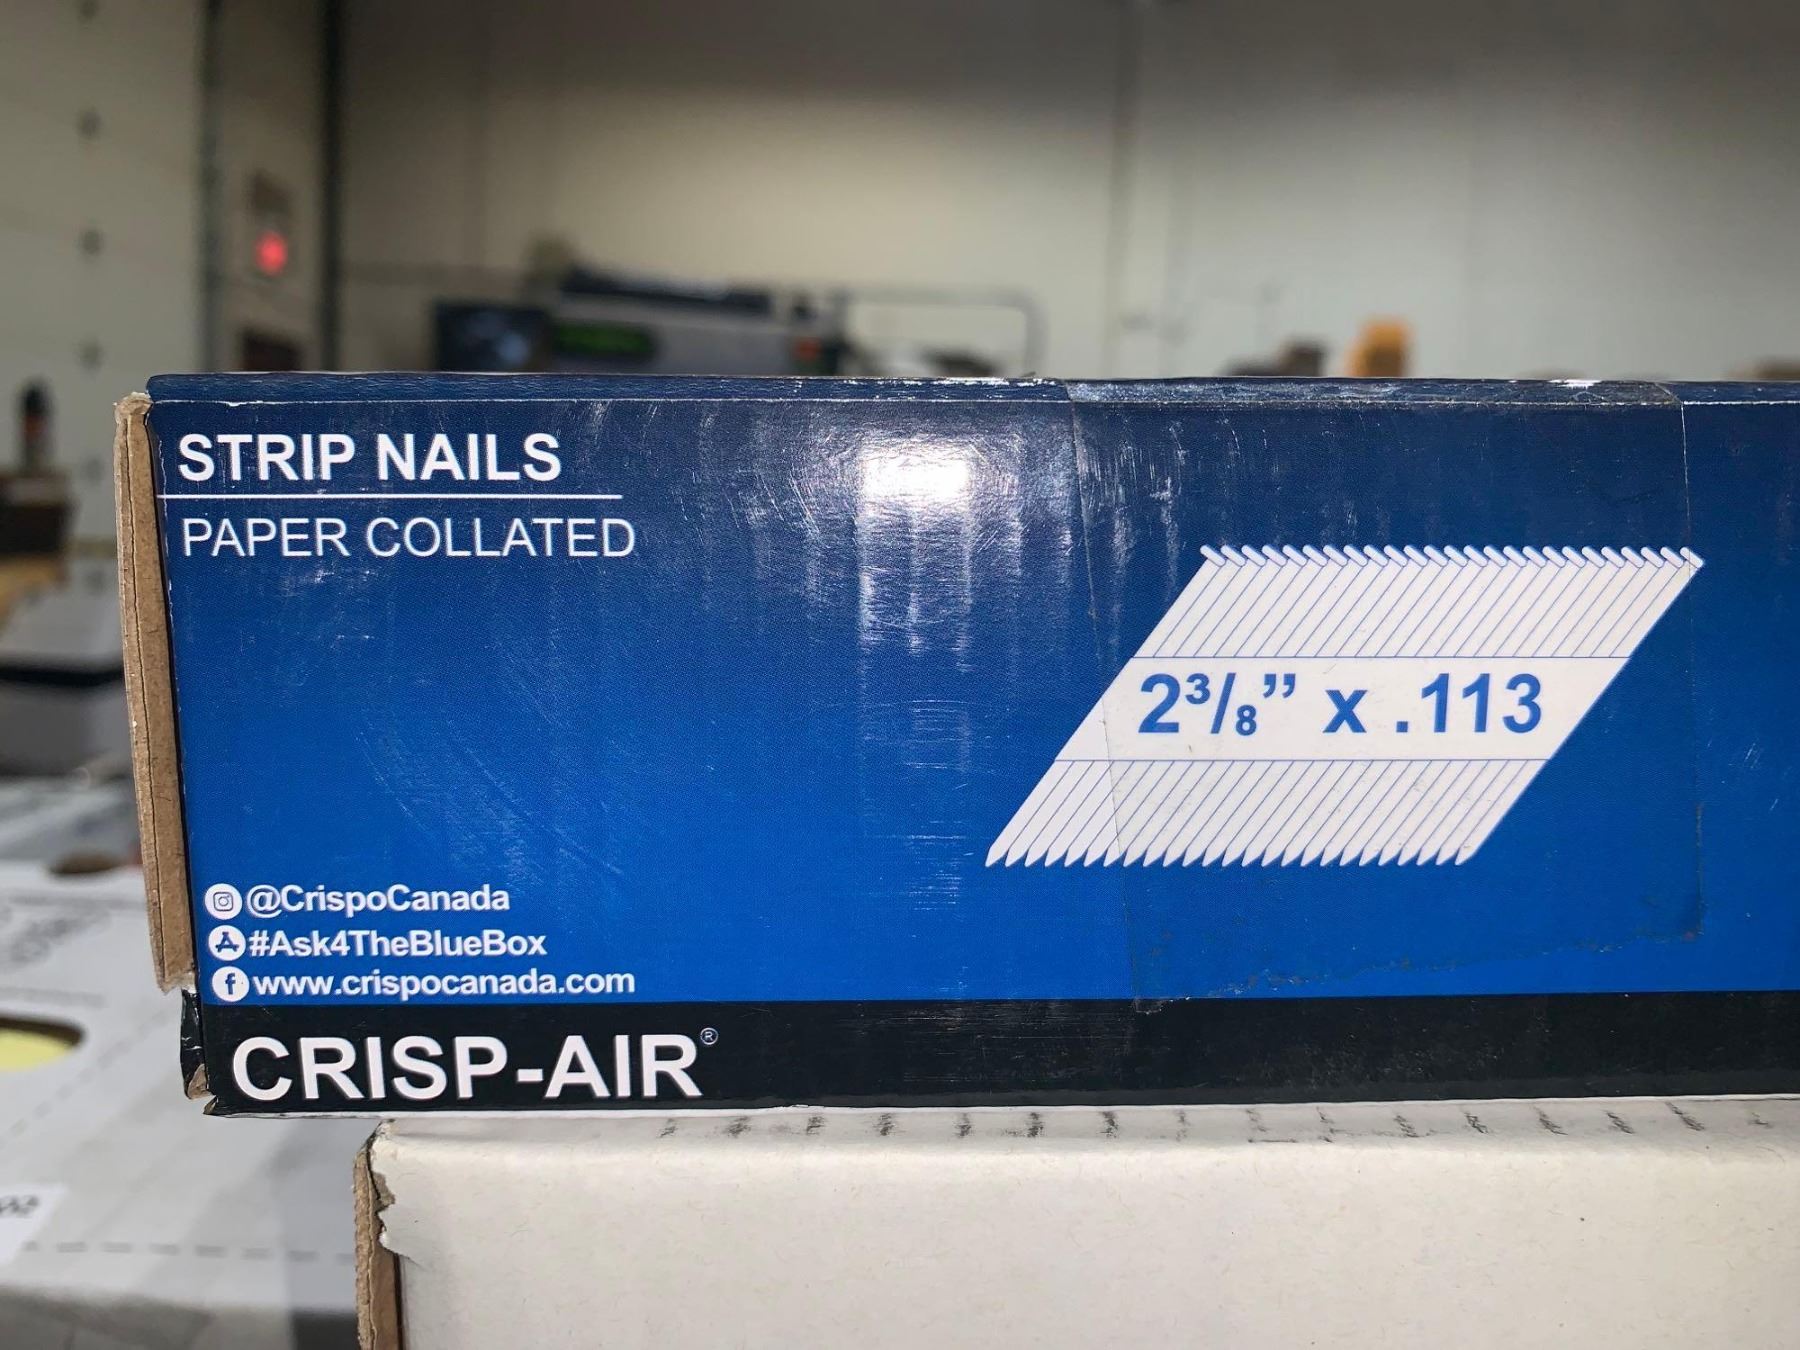 STRIP NAILS
PAPER COLLATED
2³/₈” x .113
@CrispoCanada
#Ask4TheBlueBox
www.crispocanada.com
CRISP-AIR®